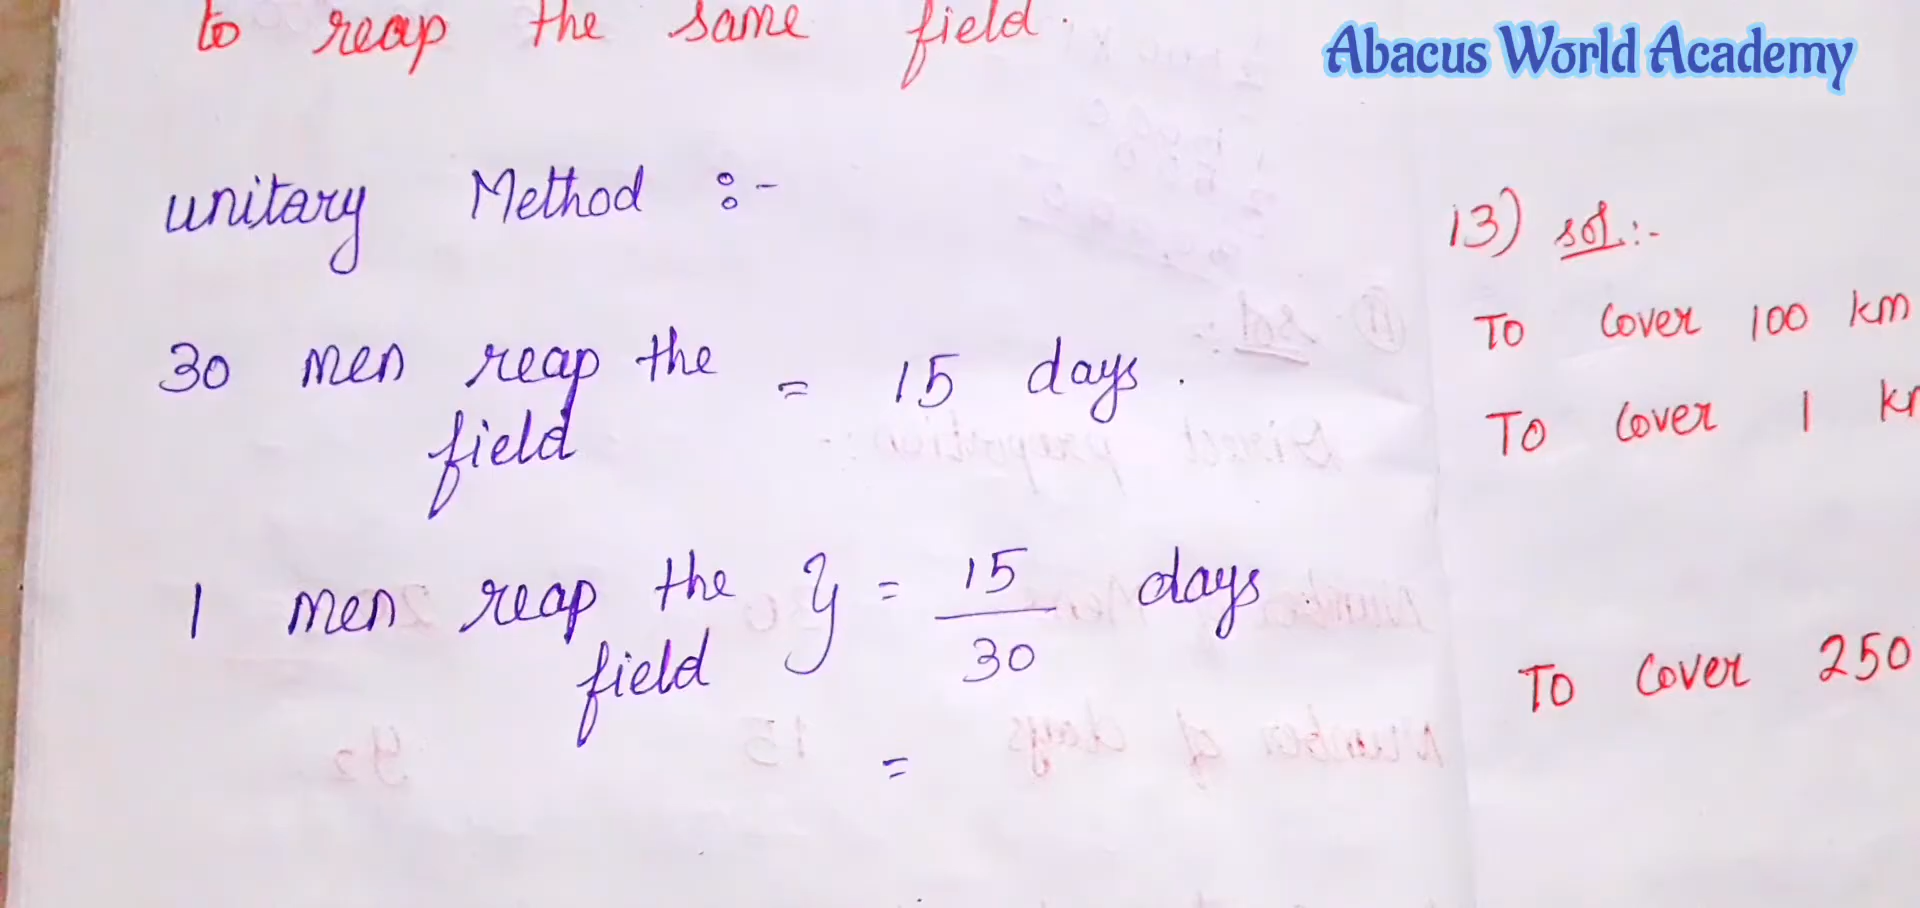 to reap the same field.
Abacus World Academy
unitary Method :-
30 men reap the = 15 days.
field
1 men reap the } = 15/30 days
field
=
13) sol:-
To cover 100 km
To cover 1
To cover 250